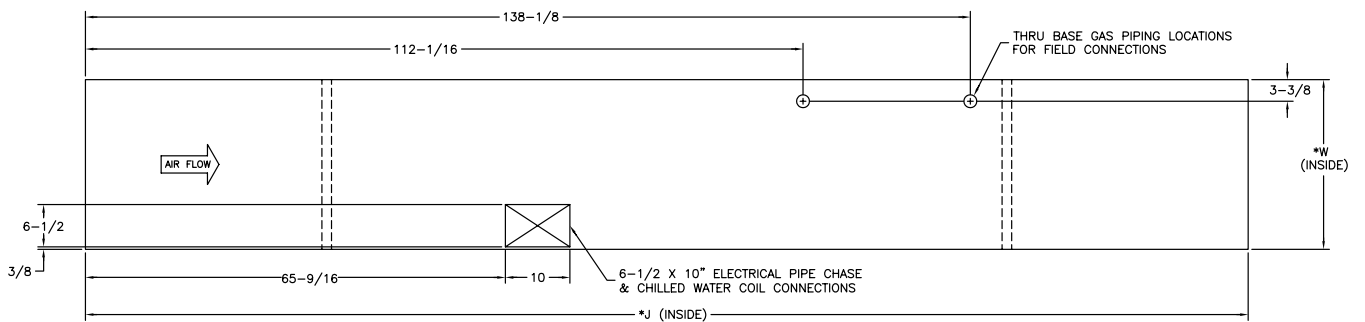 138-1/8
112-1/16
THRU BASE GAS PIPING LOCATIONS
FOR FIELD CONNECTIONS
3-3/8
*W
(INSIDE)
AIR FLOW
6-1/2
3/8
65-9/16
10
6-1/2 X 10" ELECTRICAL PIPE CHASE
& CHILLED WATER COIL CONNECTIONS
*J (INSIDE)